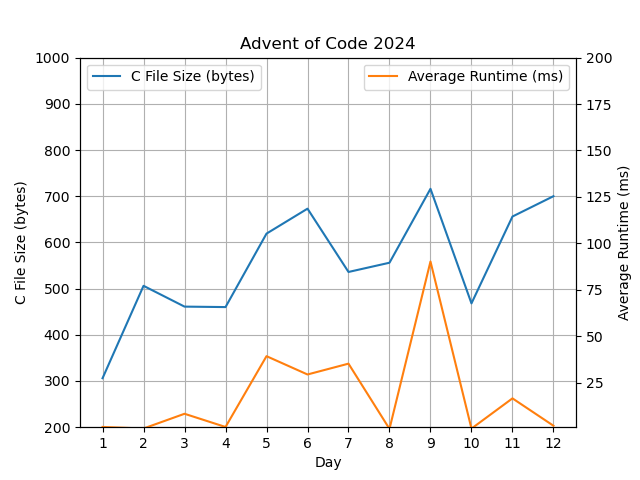 Advent of Code 2024
C File Size (bytes)
Average Runtime (ms)
1000
900
800
700
600
500
400
300
200
C File Size (bytes)
200
175
150
125
100
75
50
25
Average Runtime (ms)
1 2 3 4 5 6 7 8 9 10 11 12
Day